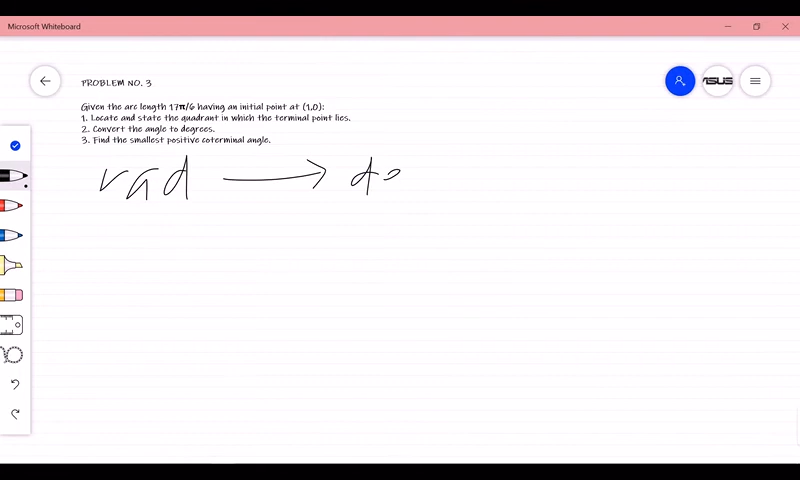 Microsoft Whiteboard
PROBLEM NO. 3
ASUS
Given the arc length 17π/6 having an initial point at (1,0):
1. Locate and state the quadrant in which the terminal point lies.
2. Convert the angle to degrees.
3. Find the smallest positive coterminal angle.
rad → de